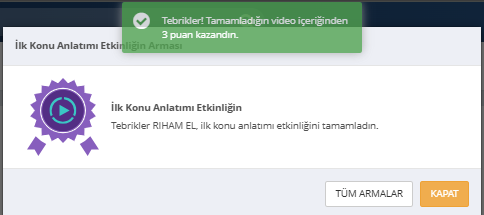 Tebrikler! Tamamladığın video içeriğinden
3 puan kazandın.
İlk Konu Anlatımı Etkinliğin Arması
İlk Konu Anlatımı Etkinliğin
Tebrikler RIHAM EL, ilk konu anlatımı etkinliğini tamamladın.
TÜM ARMALAR
KAPAT